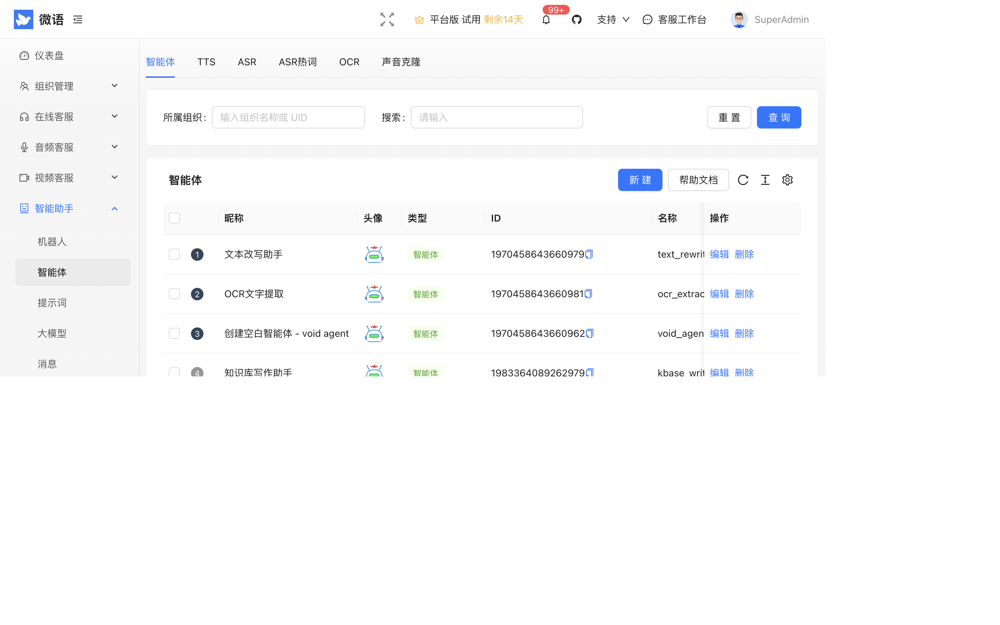 微语
平台版 试用 剩余14天
99+
支持
客服工作台
SuperAdmin
仪表盘
组织管理
在线客服
音频客服
视频客服
智能助手
机器人
智能体
提示词
大模型
消息
智能体 TTS ASR ASR热词 OCR 声音克隆
所属组织: 输入组织名称或 UID 搜索: 请输入 重 置 查 询
智能体 新 建 帮助文档
昵称 头像 类型 ID 名称 操作
1 文本改写助手 智能体 1970458643660979 text_rewrit 编辑 删除
2 OCR文字提取 智能体 1970458643660981 ocr_extrac 编辑 删除
3 创建空白智能体 - void agent 智能体 1970458643660962 void_agen 编辑 删除
4 知识库写作助手 智能体 1983364089262979 kbase_writ 编辑 删除